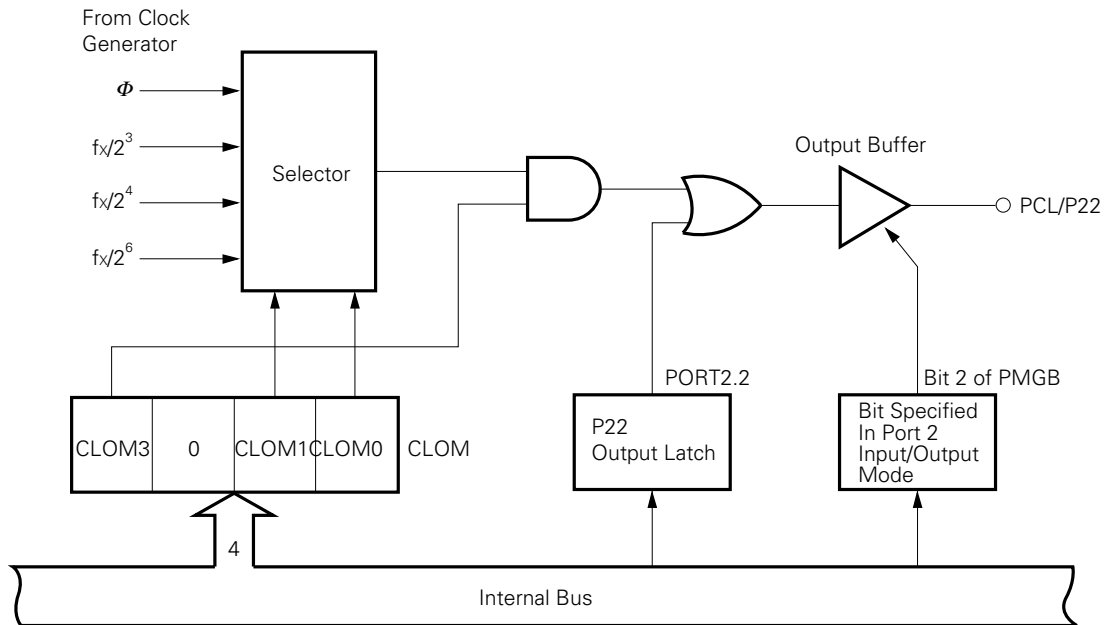 From Clock
Generator
Φ
fx/2³
fx/2⁴
fx/2⁶
Selector
Output Buffer
PCL/P22
PORT2.2
Bit 2 of PMGB
CLOM3
0
CLOM1
CLOM0
CLOM
P22
Output Latch
Bit Specified
In Port 2
Input/Output
Mode
4
Internal Bus